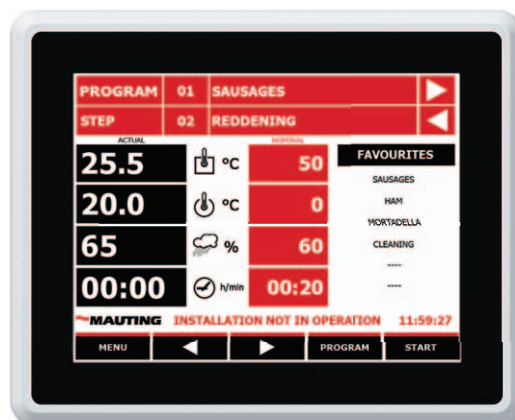 PROGRAM 01 SAUSAGES
STEP 02 REDDENING
ACTUAL NOMINAL
25.5 °C 50
FAVOURITES
SAUSAGES
20.0 °C 0
HAM
MORTADELLA
65 % 60
CLEANING
----
00:00 h/min 00:20
----
MAUTING INSTALLATION NOT IN OPERATION 11:59:27
MENU PROGRAM START